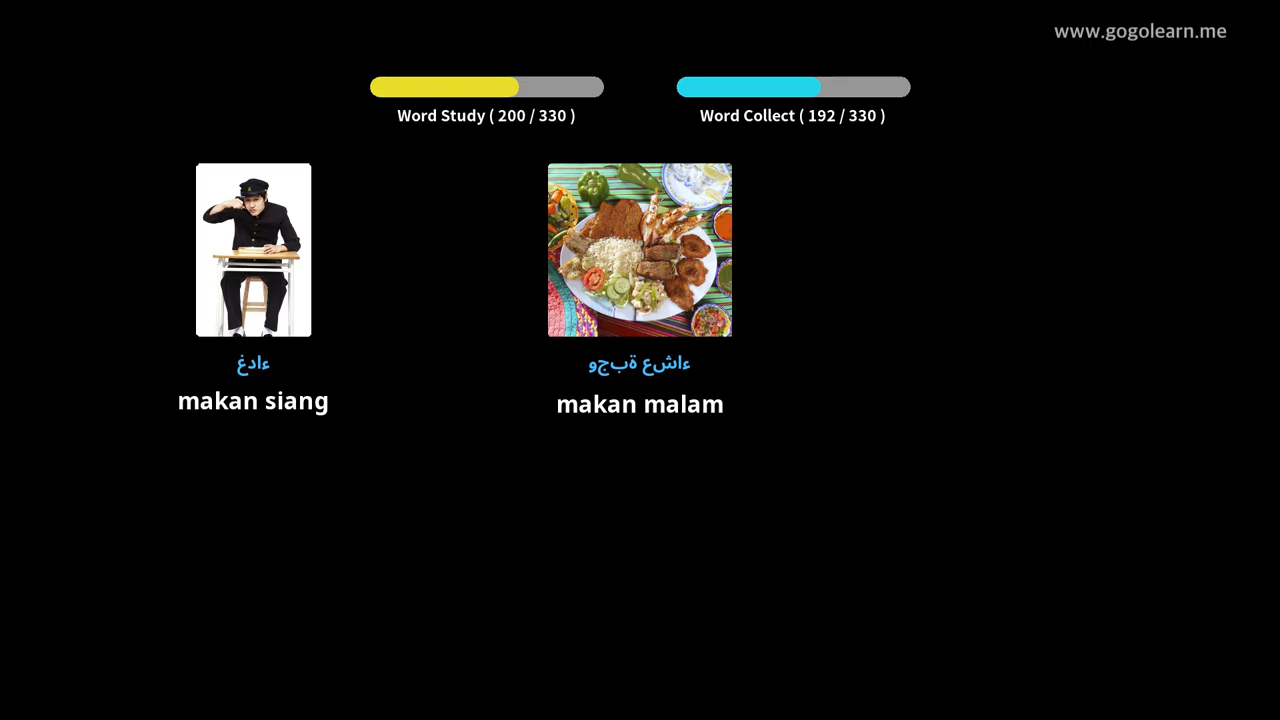 www.gogolearn.me
Word Study ( 200 / 330 )
Word Collect ( 192 / 330 )
ءادغ
makan siang
ءاشع ةبجو
makan malam